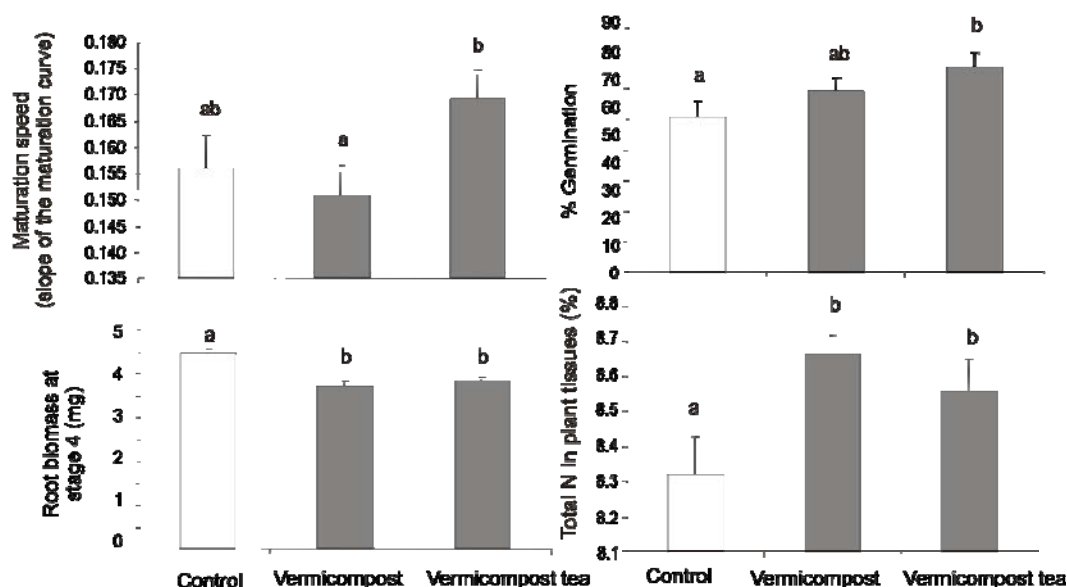 Maturation speed
(slope of the maturation curve)
0.180
0.175
0.170
0.165
0.160
0.155
0.150
0.145
0.140
0.135
ab
a
b
% Germination
90
80
70
60
50
40
30
20
10
0
a
ab
b
Root biomass at
stage 4 (mg)
5
4
3
2
1
0
a
b
b
Control
Vermicompost
Vermicompost tea
Total N in plant tissues (%)
8.8
8.7
8.6
8.5
8.4
8.3
8.2
8.1
a
b
b
Control
Vermicompost
Vermicompost tea